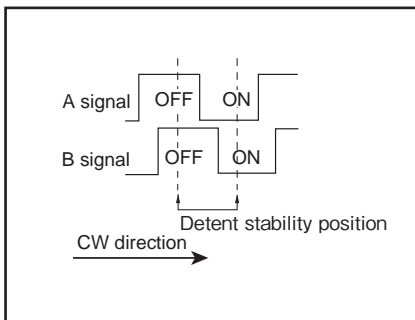 A signal OFF ON
B signal OFF ON
Detent stability position
CW direction